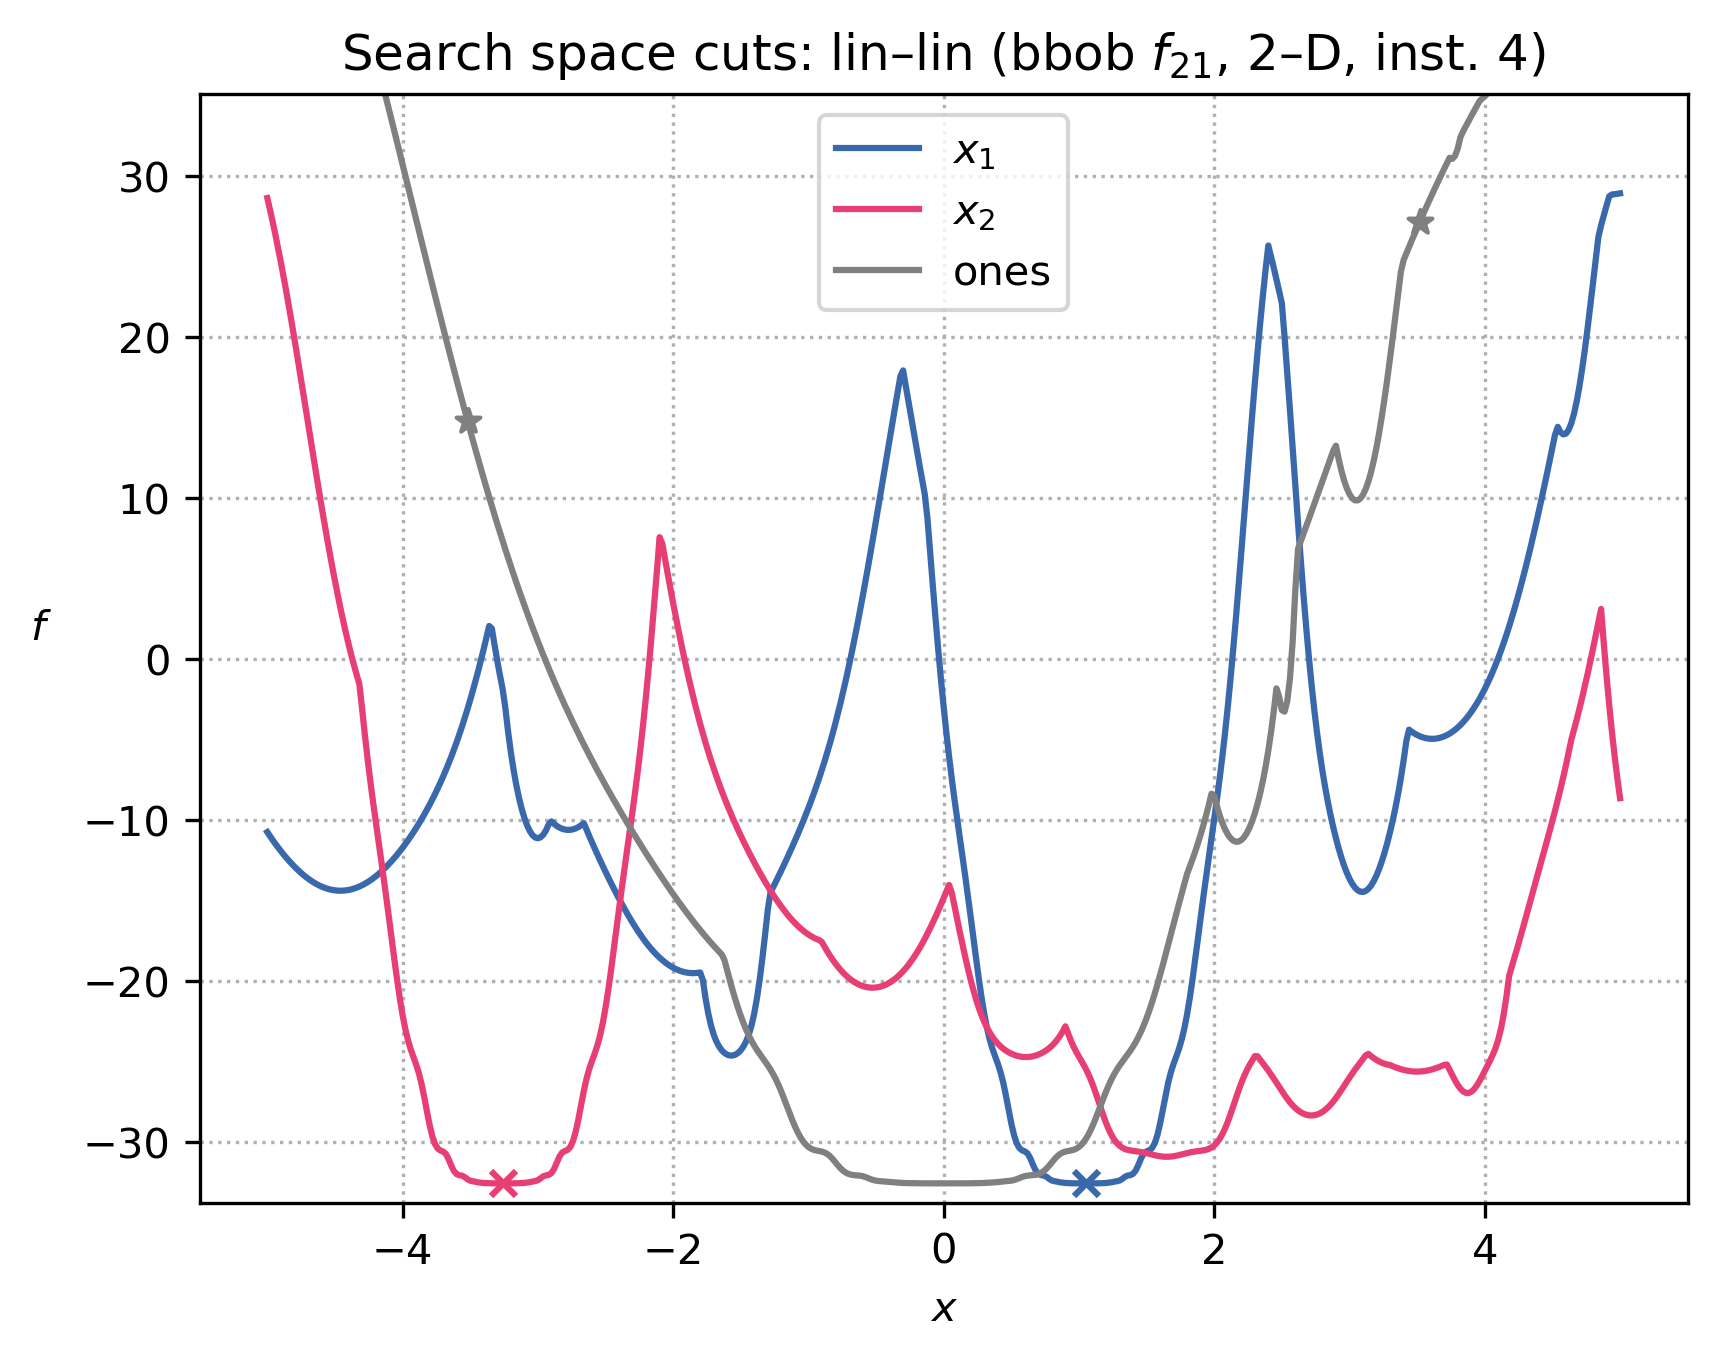 Search space cuts: lin–lin (bbob f₂₁, 2–D, inst. 4)
x₁
x₂
ones
30
20
10
0
−10
−20
−30
f
−4 −2 0 2 4
x